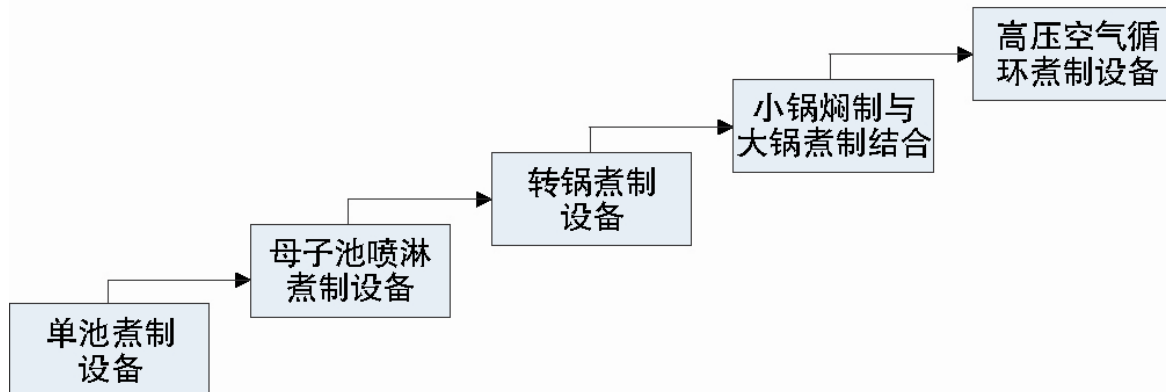 高压空气循
环煮制设备
小锅焖制与
大锅煮制结合
转锅煮制
设备
母子池喷淋
煮制设备
单池煮制
设备